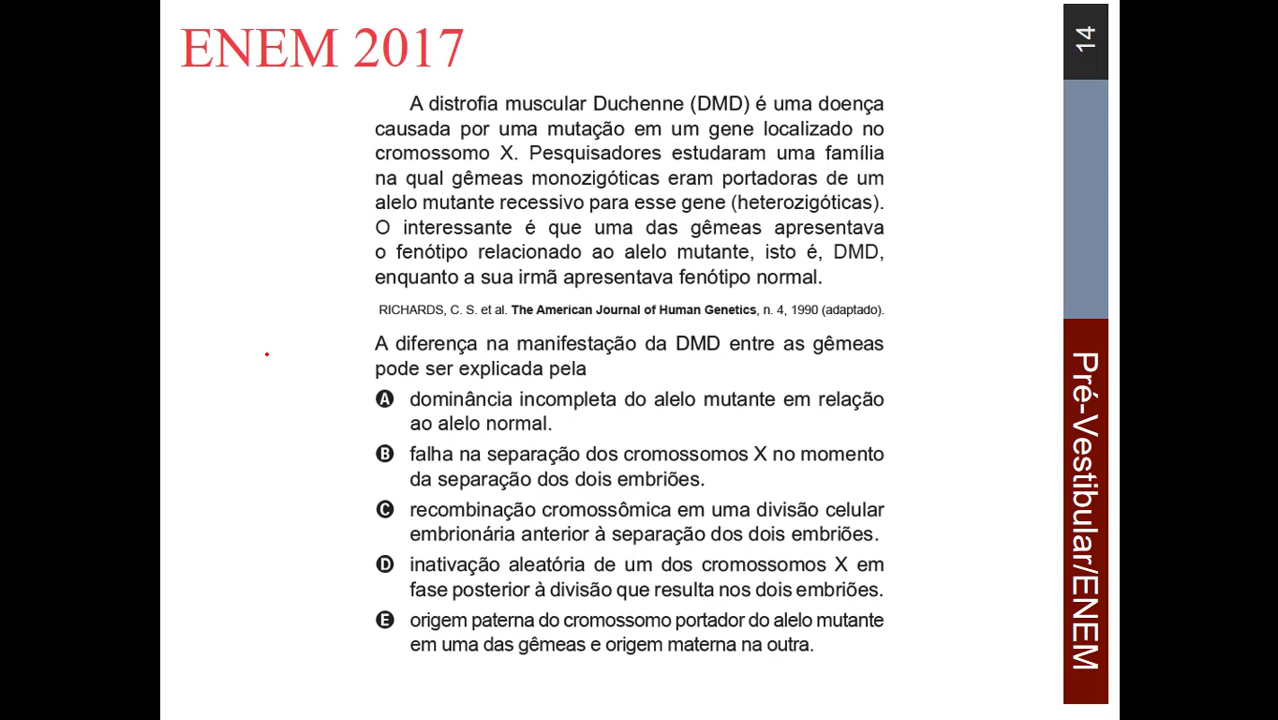 ENEM 2017
14
A distrofia muscular Duchenne (DMD) é uma doença
causada por uma mutação em um gene localizado no
cromossomo X. Pesquisadores estudaram uma família
na qual gêmeas monozigóticas eram portadoras de um
alelo mutante recessivo para esse gene (heterozigóticas).
O interessante é que uma das gêmeas apresentava
o fenótipo relacionado ao alelo mutante, isto é, DMD,
enquanto a sua irmã apresentava fenótipo normal.
RICHARDS, C. S. et al. The American Journal of Human Genetics, n. 4, 1990 (adaptado).
A diferença na manifestação da DMD entre as gêmeas
pode ser explicada pela
A dominância incompleta do alelo mutante em relação
ao alelo normal.
B falha na separação dos cromossomos X no momento
da separação dos dois embriões.
C recombinação cromossômica em uma divisão celular
embrionária anterior à separação dos dois embriões.
D inativação aleatória de um dos cromossomos X em
fase posterior à divisão que resulta nos dois embriões.
E origem paterna do cromossomo portador do alelo mutante
em uma das gêmeas e origem materna na outra.
Pré-Vestibular/ENEM